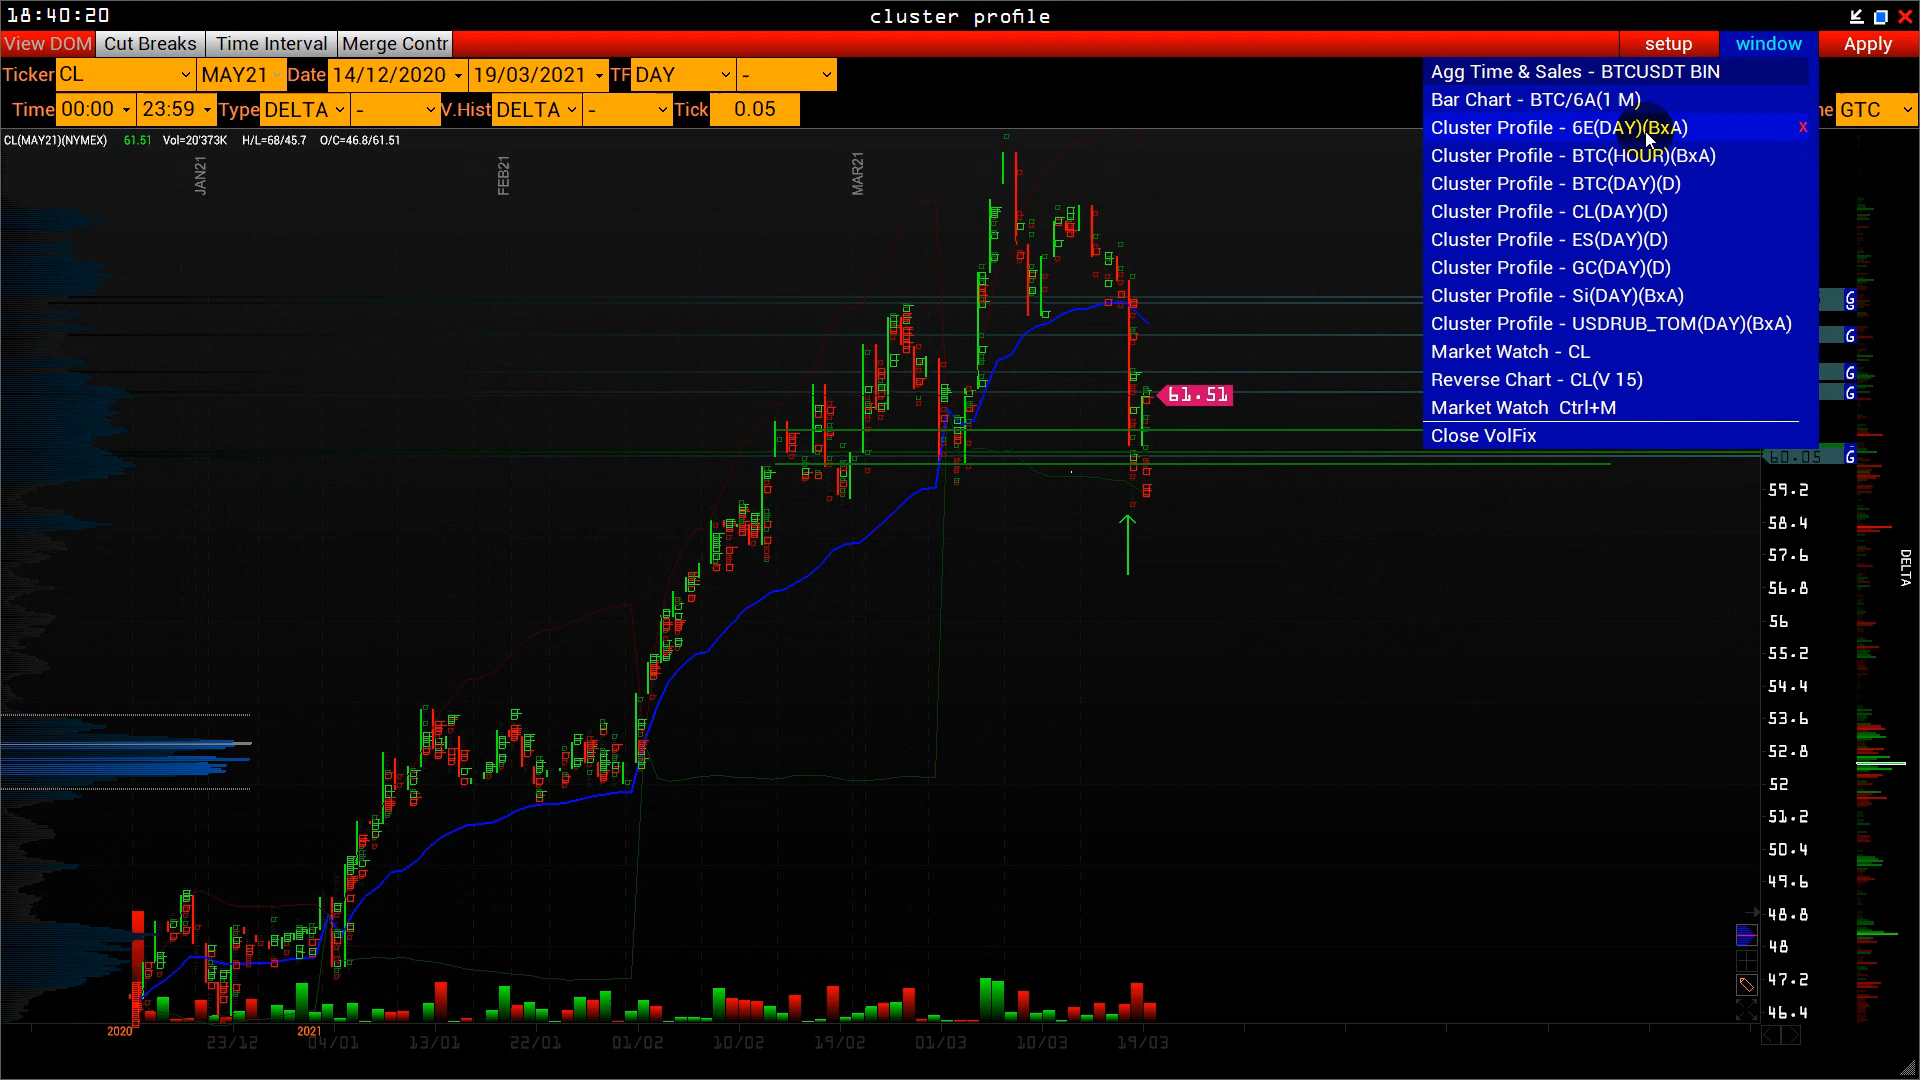 18:40:20
cluster profile
View DOM Cut Breaks Time Interval Merge Contr
setup window Apply
Ticker CL MAY21 Date 14/12/2020 19/03/2021 TF DAY -
Time 00:00 23:59 Type DELTA - V.Hist DELTA - Tick 0.05
GTC
Agg Time & Sales - BTCUSDT BIN
Bar Chart - BTC/6A(1 M)
Cluster Profile - 6E(DAY)(BxA) x
Cluster Profile - BTC(HOUR)(BxA)
Cluster Profile - BTC(DAY)(D)
Cluster Profile - CL(DAY)(D)
Cluster Profile - ES(DAY)(D)
Cluster Profile - GC(DAY)(D)
Cluster Profile - Si(DAY)(BxA)
Cluster Profile - USDRUB_TOM(DAY)(BxA)
Market Watch - CL
Reverse Chart - CL(V 15)
Market Watch Ctrl+M
Close VolFix
CL(MAY21)(NYMEX) 61.51 Vol=20'373K H/L=68/45.7 O/C=46.8/61.51
JAN21
FEB21
MAR21
G
G
G
G
61.51
60.05 G
59.2
58.4
57.6
56.8
56
55.2
54.4
53.6
52.8
52
51.2
50.4
49.6
48.8
48
47.2
46.4
DELTA
2020 2021
23/12 04/01 13/01 22/01 01/02 10/02 19/02 01/03 10/03 19/03